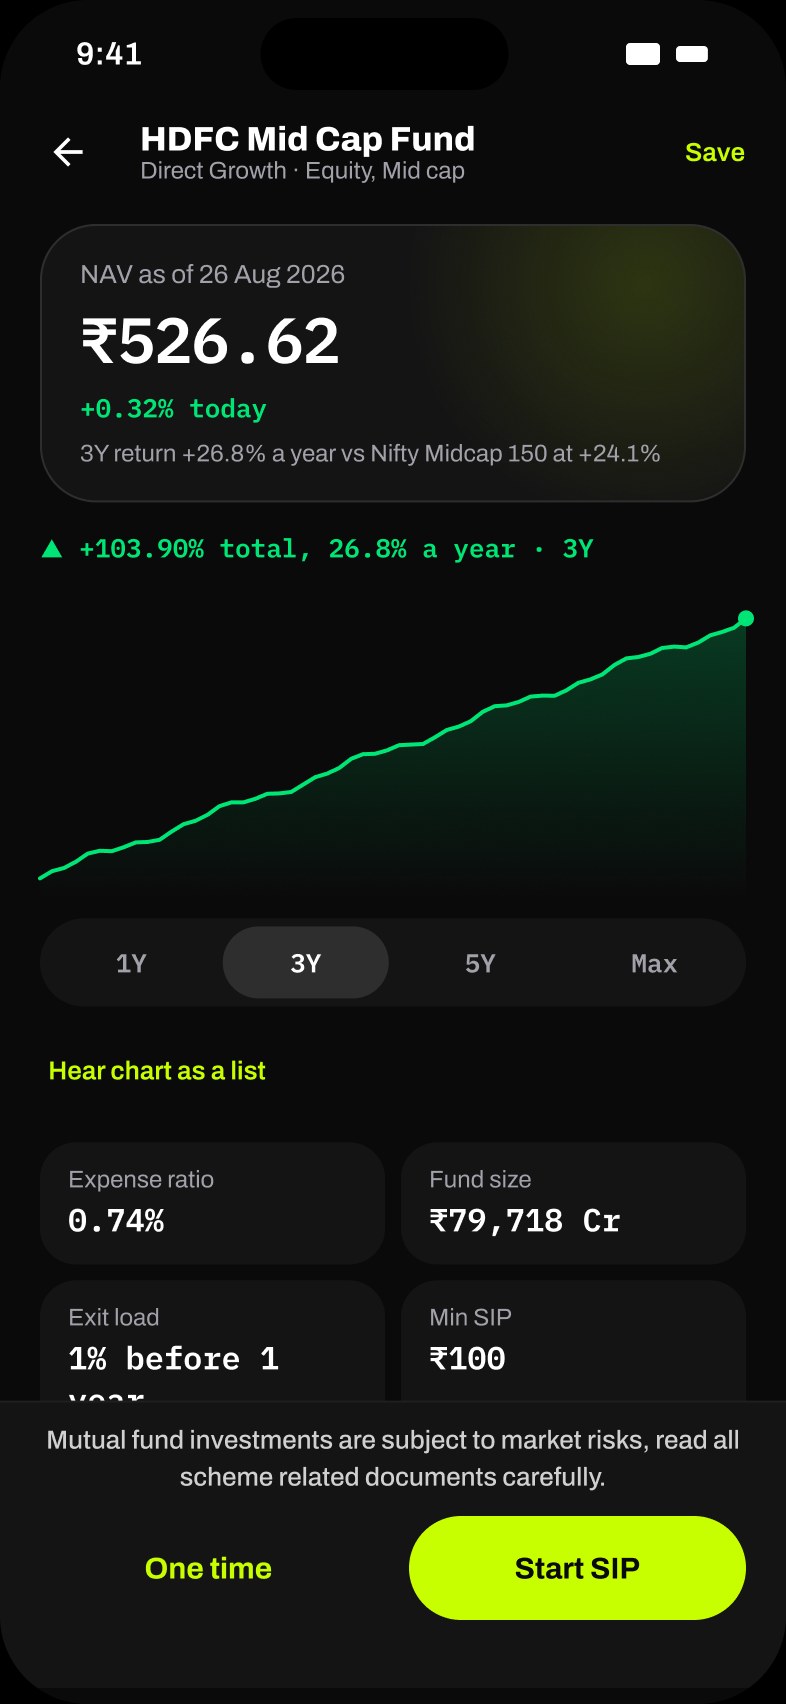 9:41
HDFC Mid Cap Fund
Direct Growth · Equity, Mid cap
Save
NAV as of 26 Aug 2026
₹526.62
+0.32% today
3Y return +26.8% a year vs Nifty Midcap 150 at +24.1%
▲ +103.90% total, 26.8% a year · 3Y
1Y
3Y
5Y
Max
Hear chart as a list
Expense ratio
0.74%
Fund size
₹79,718 Cr
Exit load
1% before 1
year
Min SIP
₹100
Mutual fund investments are subject to market risks, read all
scheme related documents carefully.
One time
Start SIP